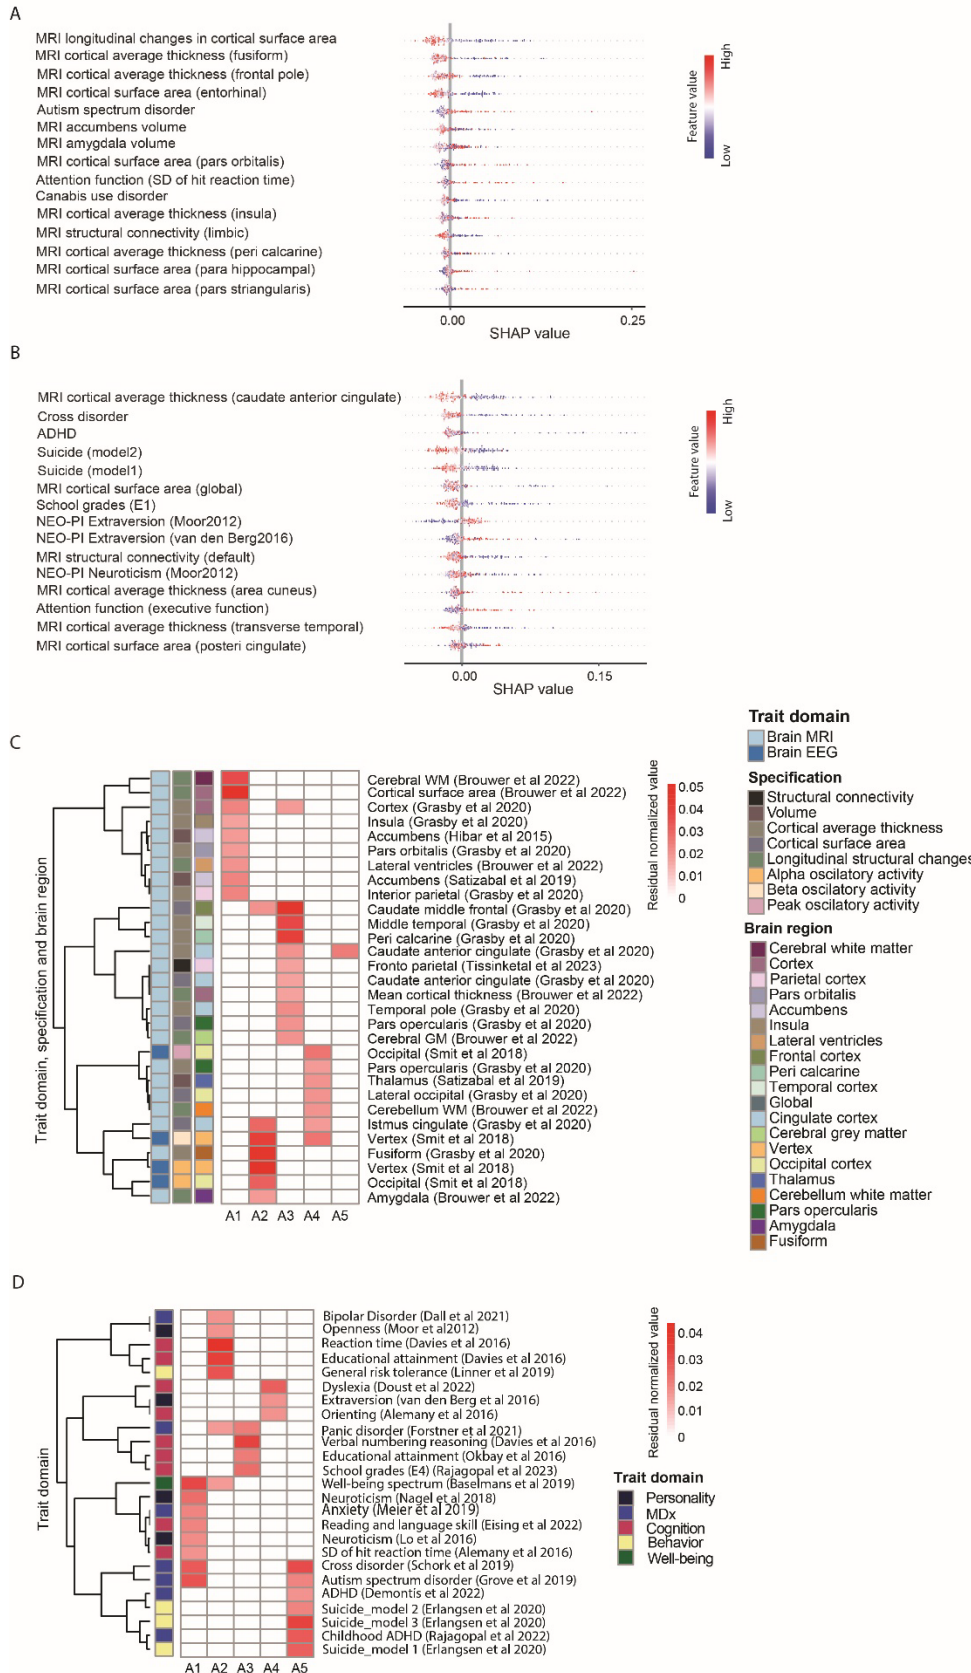 A
MRI longitudinal changes in cortical surface area
MRI cortical average thickness (fusiform)
MRI cortical average thickness (frontal pole)
MRI cortical surface area (entorhinal)
Autism spectrum disorder
MRI accumbens volume
MRI amygdala volume
MRI cortical surface area (pars orbitalis)
Attention function (SD of hit reaction time)
Canabis use disorder
MRI cortical average thickness (insula)
MRI structural connectivity (limbic)
MRI cortical average thickness (peri calcarine)
MRI cortical surface area (para hippocampal)
MRI cortical surface area (pars striangularis)
0.00
0.25
SHAP value
High
Feature value
Low
B
MRI cortical average thickness (caudate anterior cingulate)
Cross disorder
ADHD
Suicide (model2)
Suicide (model1)
MRI cortical surface area (global)
School grades (E1)
NEO-PI Extraversion (Moor2012)
NEO-PI Extraversion (van den Berg2016)
MRI structural connectivity (default)
NEO-PI Neuroticism (Moor2012)
MRI cortical average thickness (area cuneus)
Attention function (executive function)
MRI cortical average thickness (transverse temporal)
MRI cortical surface area (posteri cingulate)
0.00
0.15
SHAP value
High
Feature value
Low
C
Trait domain, specification and brain region
Cerebral WM (Brouwer et al 2022)
Cortical surface area (Brouwer et al 2022)
Cortex (Grasby et al 2020)
Insula (Grasby et al 2020)
Accumbens (Hibar et al 2015)
Pars orbitalis (Grasby et al 2020)
Lateral ventricles (Brouwer et al 2022)
Accumbens (Satizabal et al 2019)
Interior parietal (Grasby et al 2020)
Caudate middle frontal (Grasby et al 2020)
Middle temporal (Grasby et al 2020)
Peri calcarine (Grasby et al 2020)
Caudate anterior cingulate (Grasby et al 2020)
Fronto parietal (Tissinketal et al 2023)
Caudate anterior cingulate (Grasby et al 2020)
Mean cortical thickness (Brouwer et al 2022)
Temporal pole (Grasby et al 2020)
Pars opercularis (Grasby et al 2020)
Cerebral GM (Brouwer et al 2022)
Occipital (Smit et al 2018)
Pars opercularis (Grasby et al 2020)
Thalamus (Satizabal et al 2019)
Lateral occipital (Grasby et al 2020)
Cerebellum WM (Brouwer et al 2022)
Istmus cingulate (Grasby et al 2020)
Vertex (Smit et al 2018)
Fusiform (Grasby et al 2020)
Vertex (Smit et al 2018)
Occipital (Smit et al 2018)
Amygdala (Brouwer et al 2022)
A1 A2 A3 A4 A5
Residual normalized value
0.05
0.04
0.03
0.02
0.01
0
Trait domain
Brain MRI
Brain EEG
Specification
Structural connectivity
Volume
Cortical average thickness
Cortical surface area
Longitudinal structural changes
Alpha oscilatory activity
Beta oscilatory activity
Peak oscilatory activity
Brain region
Cerebral white matter
Cortex
Parietal cortex
Pars orbitalis
Accumbens
Insula
Lateral ventricles
Frontal cortex
Peri calcarine
Temporal cortex
Global
Cingulate cortex
Cerebral grey matter
Vertex
Occipital cortex
Thalamus
Cerebellum white matter
Pars opercularis
Amygdala
Fusiform
D
Trait domain
Bipolar Disorder (Dall et al 2021)
Openness (Moor et al2012)
Reaction time (Davies et al 2016)
Educational attainment (Davies et al 2016)
General risk tolerance (Linner et al 2019)
Dyslexia (Doust et al 2022)
Extraversion (van den Berg et al 2016)
Orienting (Alemany et al 2016)
Panic disorder (Forstner et al 2021)
Verbal numbering reasoning (Davies et al 2016)
Educational attainment (Okbay et al 2016)
School grades (E4) (Rajagopal et al 2023)
Well-being spectrum (Baselmans et al 2019)
Neuroticism (Nagel et al 2018)
Anxiety (Meier et al 2019)
Reading and language skill (Eising et al 2022)
Neuroticism (Lo et al 2016)
SD of hit reaction time (Alemany et al 2016)
Cross disorder (Schork et al 2019)
Autism spectrum disorder (Grove et al 2019)
ADHD (Demontis et al 2022)
Suicide_model 2 (Erlangsen et al 2020)
Suicide_model 3 (Erlangsen et al 2020)
Childhood ADHD (Rajagopal et al 2022)
Suicide_model 1 (Erlangsen et al 2020)
A1 A2 A3 A4 A5
Residual normalized value
0.04
0.03
0.02
0.01
0
Trait domain
Personality
MDx
Cognition
Behavior
Well-being